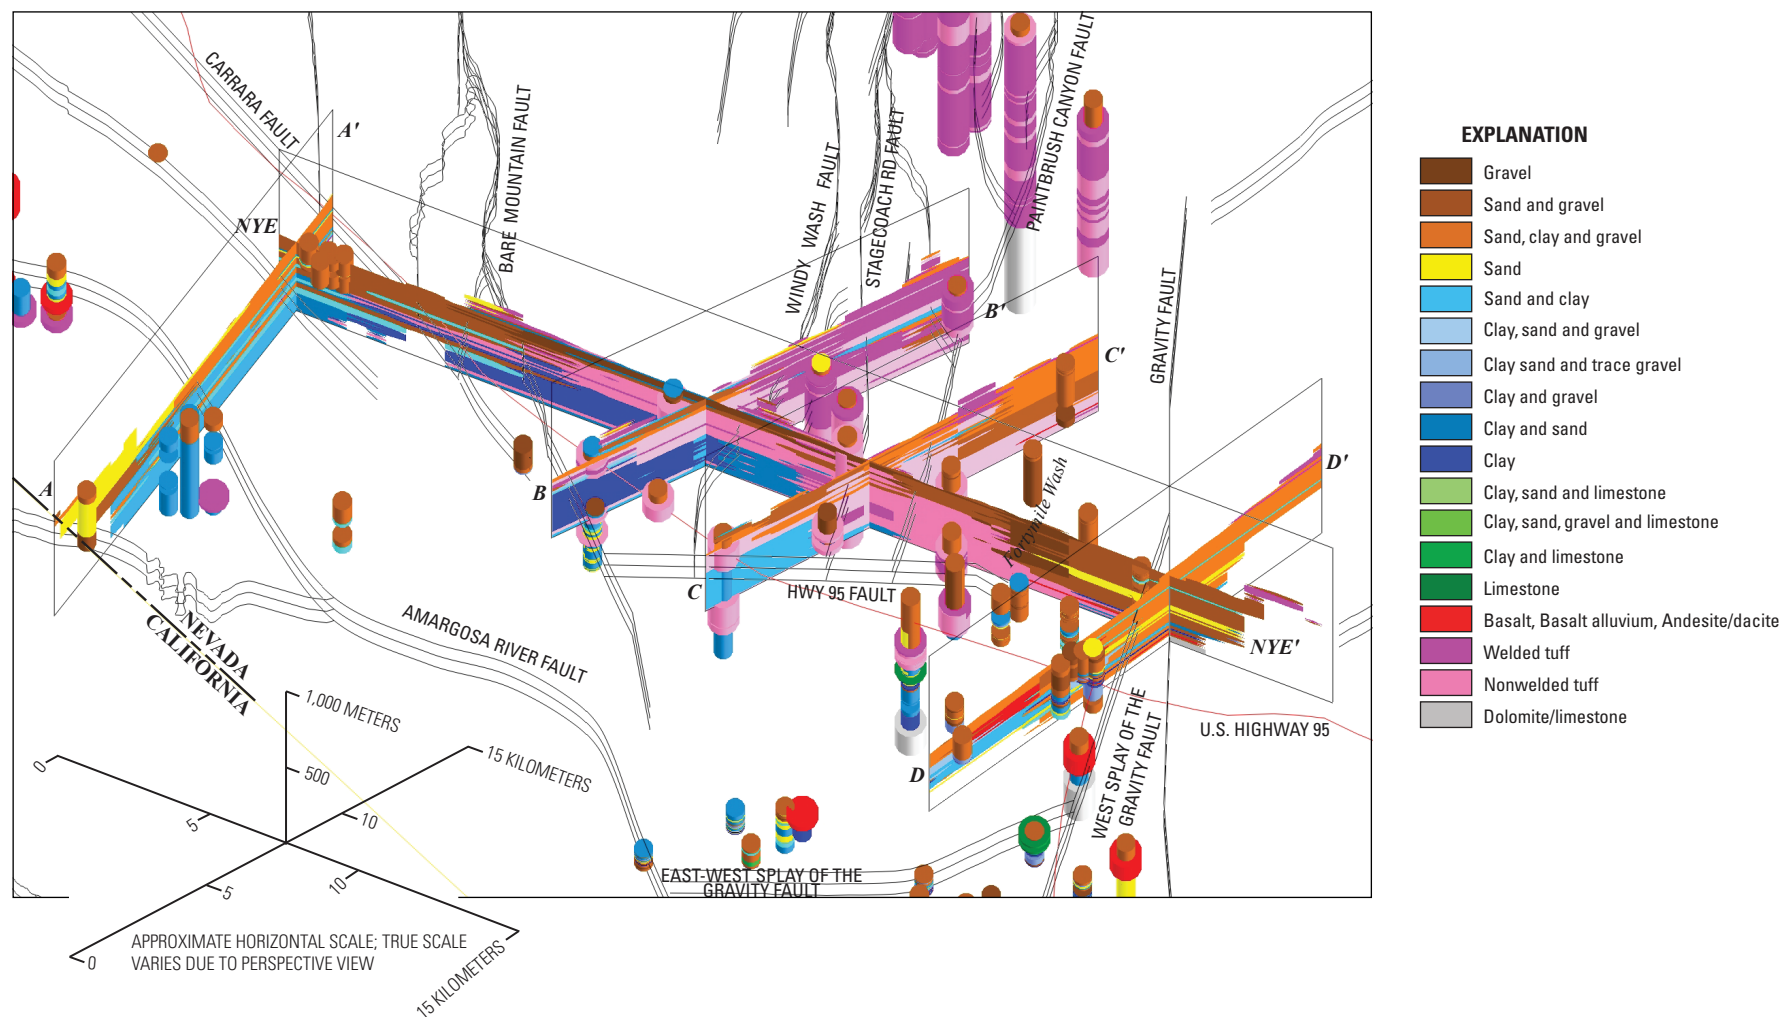 CARRARA FAULT
A'
NYE
BARE MOUNTAIN FAULT
WINDY WASH FAULT
STAGECOACH RD FAULT
PAINTBRUSH CANYON FAULT
GRAVITY FAULT
B'
C'
D'
A
B
C
D
Fortymile Wash
HWY 95 FAULT
NYE'
U.S. HIGHWAY 95
WEST SPLAY OF THE
GRAVITY FAULT
AMARGOSA RIVER FAULT
NEVADA
CALIFORNIA
EAST-WEST SPLAY OF THE
GRAVITY FAULT
1,000 METERS
500
15 KILOMETERS
10
5
0
0
5
10
15 KILOMETERS
APPROXIMATE HORIZONTAL SCALE; TRUE SCALE
VARIES DUE TO PERSPECTIVE VIEW
EXPLANATION
Gravel
Sand and gravel
Sand, clay and gravel
Sand
Sand and clay
Clay, sand and gravel
Clay sand and trace gravel
Clay and gravel
Clay and sand
Clay
Clay, sand and limestone
Clay, sand, gravel and limestone
Clay and limestone
Limestone
Basalt, Basalt alluvium, Andesite/dacite
Welded tuff
Nonwelded tuff
Dolomite/limestone